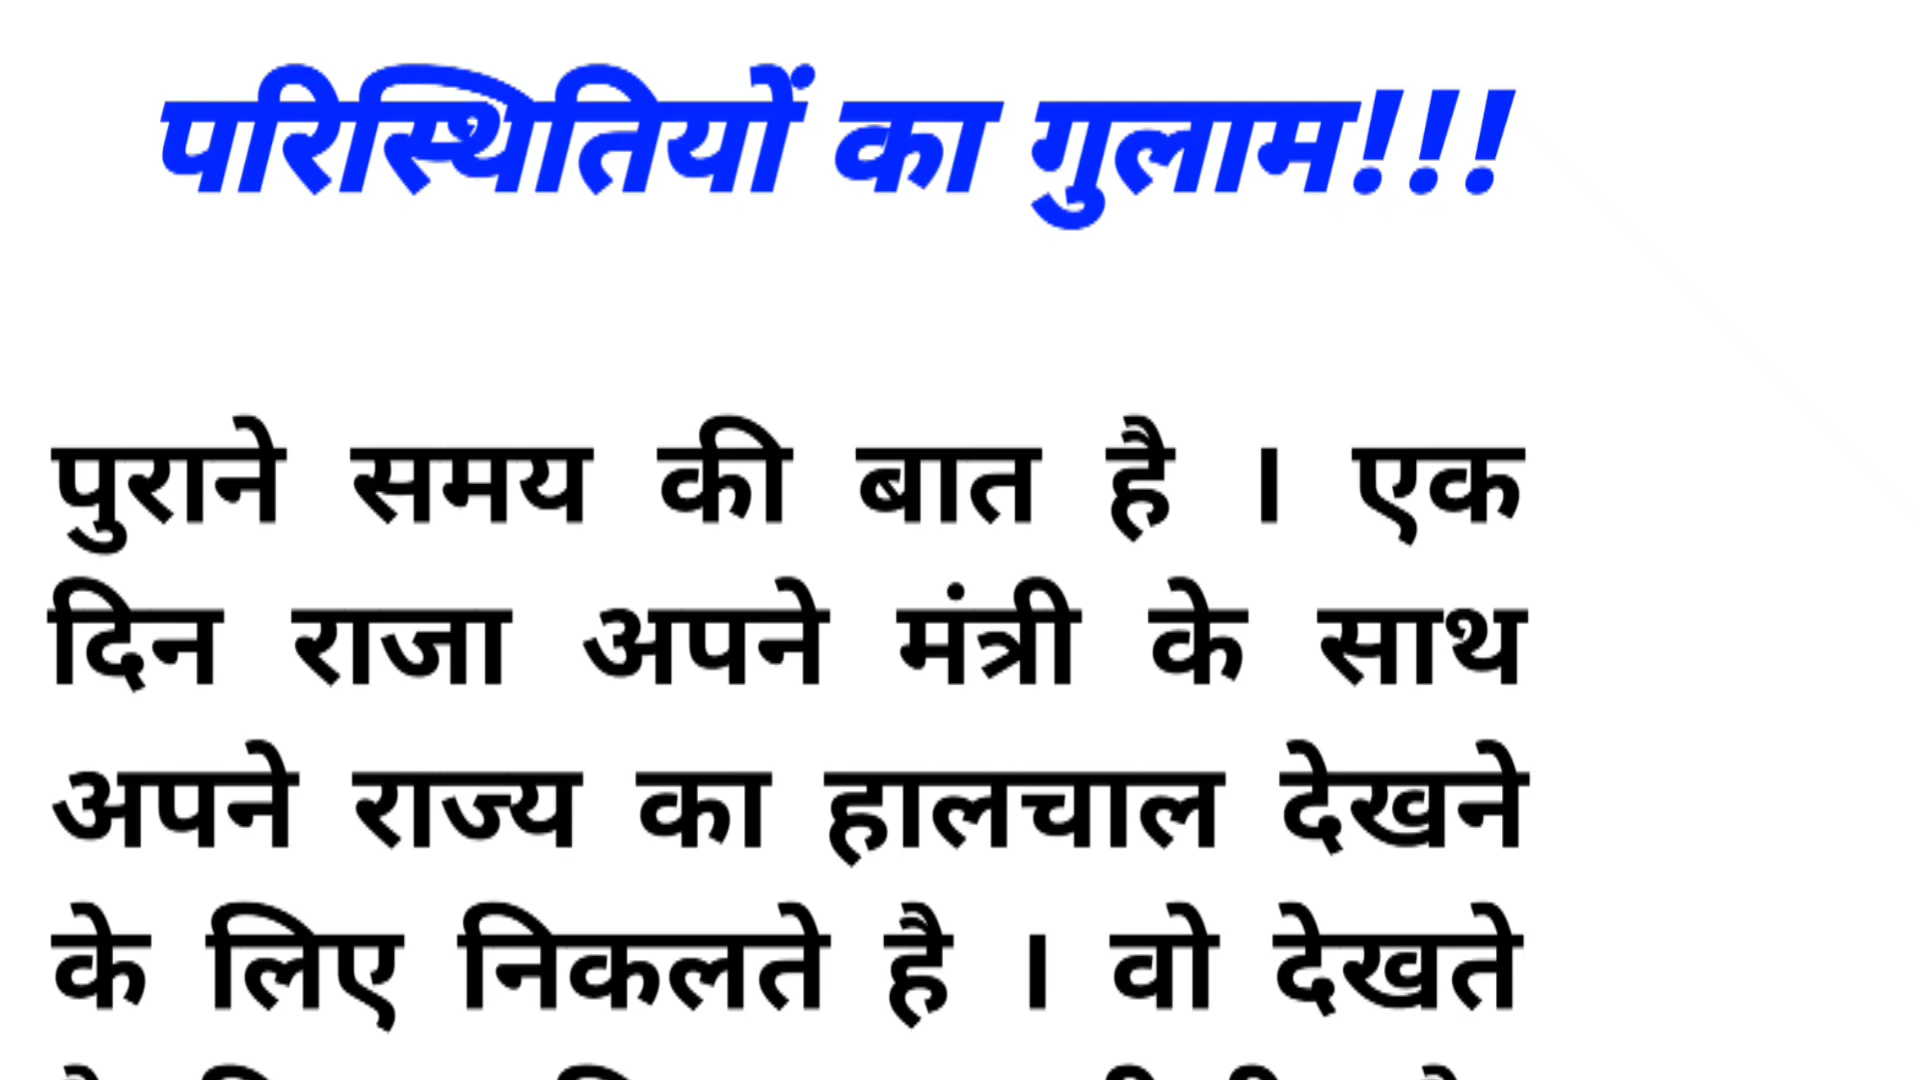 परिस्थितियों का गुलाम!!!
पुराने समय की बात है । एक
दिन राजा अपने मंत्री के साथ
अपने राज्य का हालचाल देखने
के लिए निकलते है । वो देखते